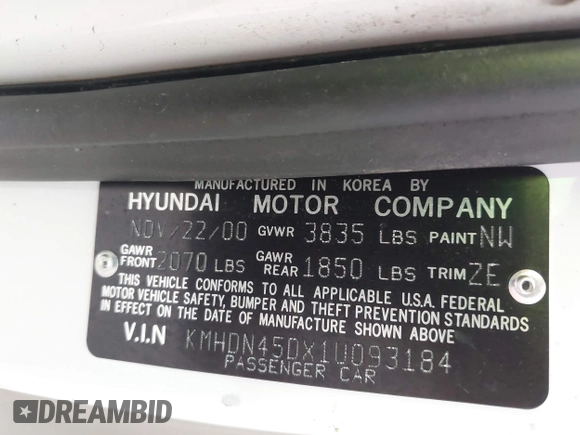 MANUFACTURED IN KOREA BY
HYUNDAI MOTOR COMPANY
NOV/22/00 GVWR 3835 LBS PAINT NW
GAWR FRONT 2070 LBS GAWR REAR 1850 LBS TRIM ZE
THIS VEHICLE CONFORMS TO ALL APPLICABLE U.S.A. FEDERAL
MOTOR VEHICLE SAFETY, BUMPER AND THEFT PREVENTION STANDARDS
IN EFFECT ON THE DATE OF MANUFACTURE SHOWN ABOVE
V.I.N KMHDN45DX1U093184
PASSENGER CAR
DREAMBID